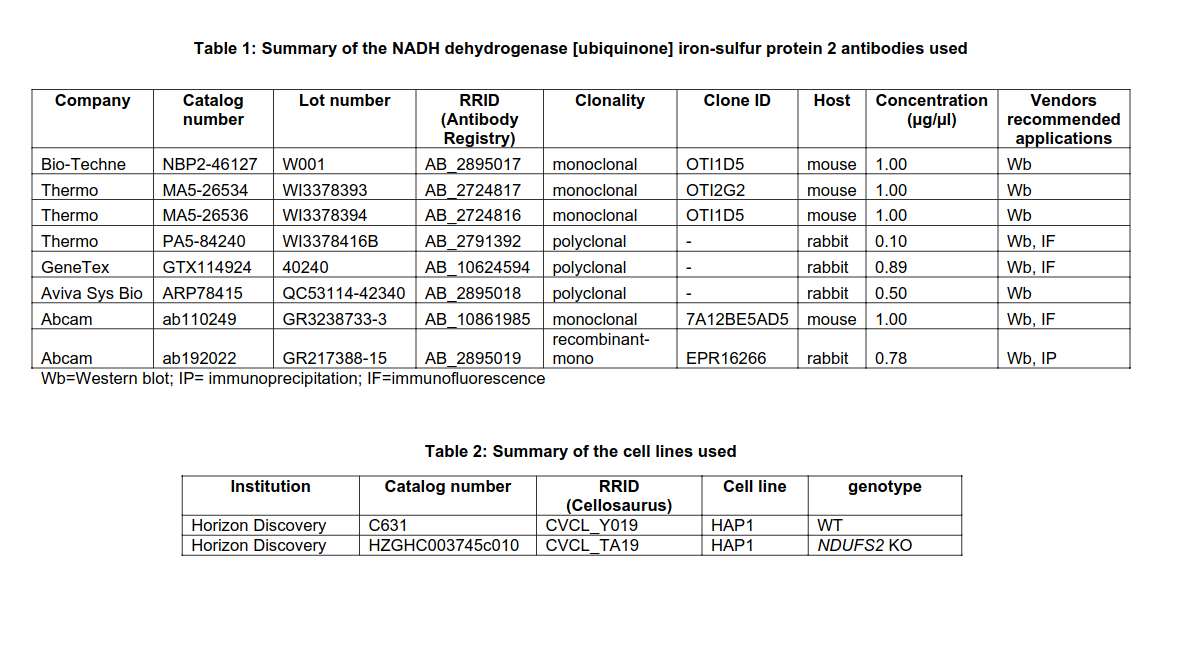 Table 1: Summary of the NADH dehydrogenase [ubiquinone] iron-sulfur protein 2 antibodies used
Company Catalog number Lot number RRID (Antibody Registry) Clonality Clone ID Host Concentration (µg/µl) Vendors recommended applications
Bio-Techne NBP2-46127 W001 AB_2895017 monoclonal OTI1D5 mouse 1.00 Wb
Thermo MA5-26534 WI3378393 AB_2724817 monoclonal OTI2G2 mouse 1.00 Wb
Thermo MA5-26536 WI3378394 AB_2724816 monoclonal OTI1D5 mouse 1.00 Wb
Thermo PA5-84240 WI3378416B AB_2791392 polyclonal - rabbit 0.10 Wb, IF
GeneTex GTX114924 40240 AB_10624594 polyclonal - rabbit 0.89 Wb, IF
Aviva Sys Bio ARP78415 QC53114-42340 AB_2895018 polyclonal - rabbit 0.50 Wb
Abcam ab110249 GR3238733-3 AB_10861985 monoclonal 7A12BE5AD5 mouse 1.00 Wb, IF
Abcam ab192022 GR217388-15 AB_2895019 recombinant-mono EPR16266 rabbit 0.78 Wb, IP
Wb=Western blot; IP= immunoprecipitation; IF=immunofluorescence
Table 2: Summary of the cell lines used
Institution Catalog number RRID (Cellosaurus) Cell line genotype
Horizon Discovery C631 CVCL_Y019 HAP1 WT
Horizon Discovery HZGHC003745c010 CVCL_TA19 HAP1 NDUFS2 KO